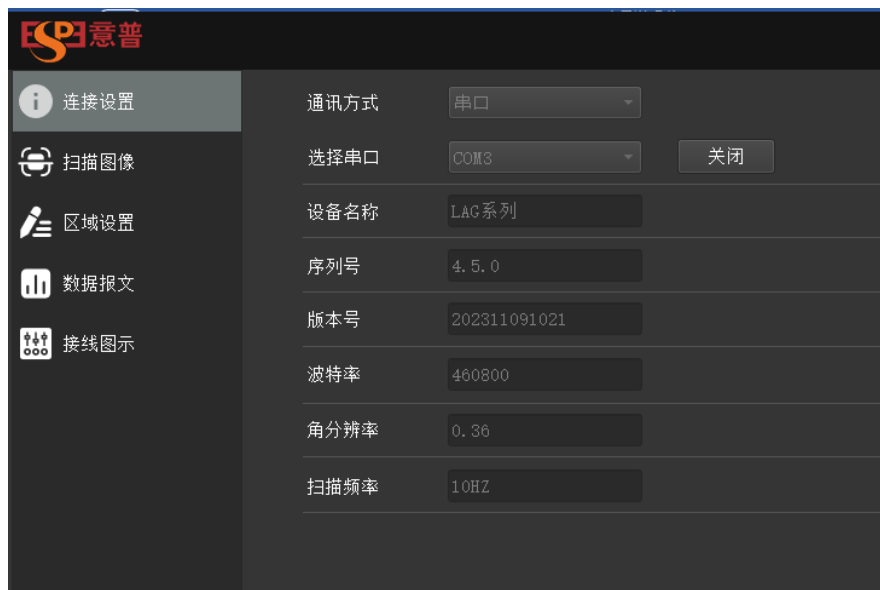 ESPE意普
连接设置
扫描图像
区域设置
数据报文
接线图示
通讯方式 串口
选择串口 COM3 关闭
设备名称 LAG系列
序列号 4.5.0
版本号 202311091021
波特率 460800
角分辨率 0.36
扫描频率 10HZ